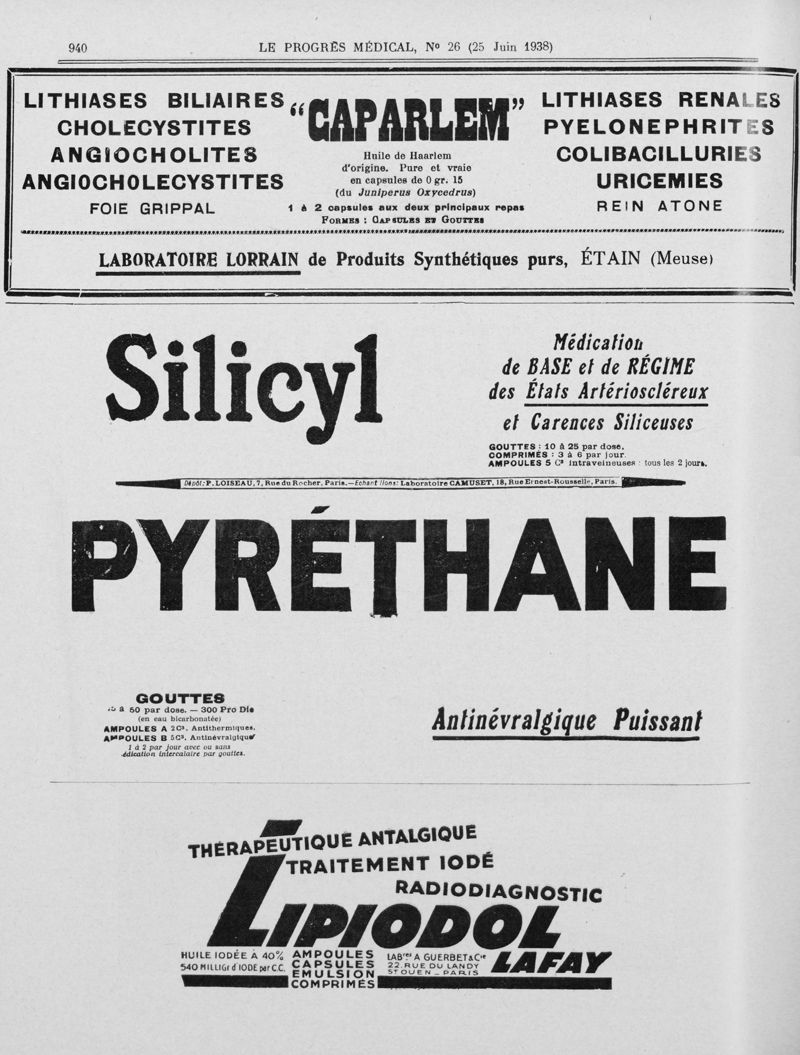 940
LE PROGRÈS MÉDICAL, Nº 26 (25 Juin 1938)
LITHIASES BILIAIRES
CHOLECYSTITES
ANGIOCHOLITES
ANGIOCHOLECYSTITES
FOIE GRIPPAL
"CAPARLEM"
Huile de Haarlem
d'origine. Pure et vraie
en capsules de 0 gr. 15
(du Juniperus Oxycedrus)
1 à 2 capsules aux deux principaux repas
FORMES : CAPSULES ET GOUTTES
LITHIASES RENALES
PYELONEPHRITES
COLIBACILLURIES
URICEMIES
REIN ATONE
LABORATOIRE LORRAIN de Produits Synthétiques purs, ÉTAIN (Meuse)
Silicyl
Médication
de BASE et de RÉGIME
des États Artérioscléreux
et Carences Siliceuses
GOUTTES : 10 à 25 par dose.
COMPRIMÉS : 3 à 6 par jour.
AMPOULES 5 C³ intraveineuses : tous les 2 jours.
Dépôt: P. LOISEAU, 7, Rue du Rocher, Paris.—Echantillons: Laboratoire CAMUSET, 18, Rue Ernest-Rousselle, Paris.
PYRÉTHANE
GOUTTES
à 50 par dose. — 300 Pro Die
(en eau bicarbonatée)
AMPOULES A 2C³. Antithermiques.
AMPOULES B 5C³. Antinévralgiques
1 à 2 par jour avec ou sans
édication intercalaire par gouttes.
Antinévralgique Puissant
THÉRAPEUTIQUE ANTALGIQUE
TRAITEMENT IODÉ
RADIODIAGNOSTIC
LIPIODOL
LAFAY
HUILE IODÉE À 40%
540 MILLIGr d'IODE par C.C.
AMPOULES
CAPSULES
EMULSION
COMPRIMÉS
LABres A GUERBET & Cie
22 RUE DU LANDY
St OUEN _ PARIS